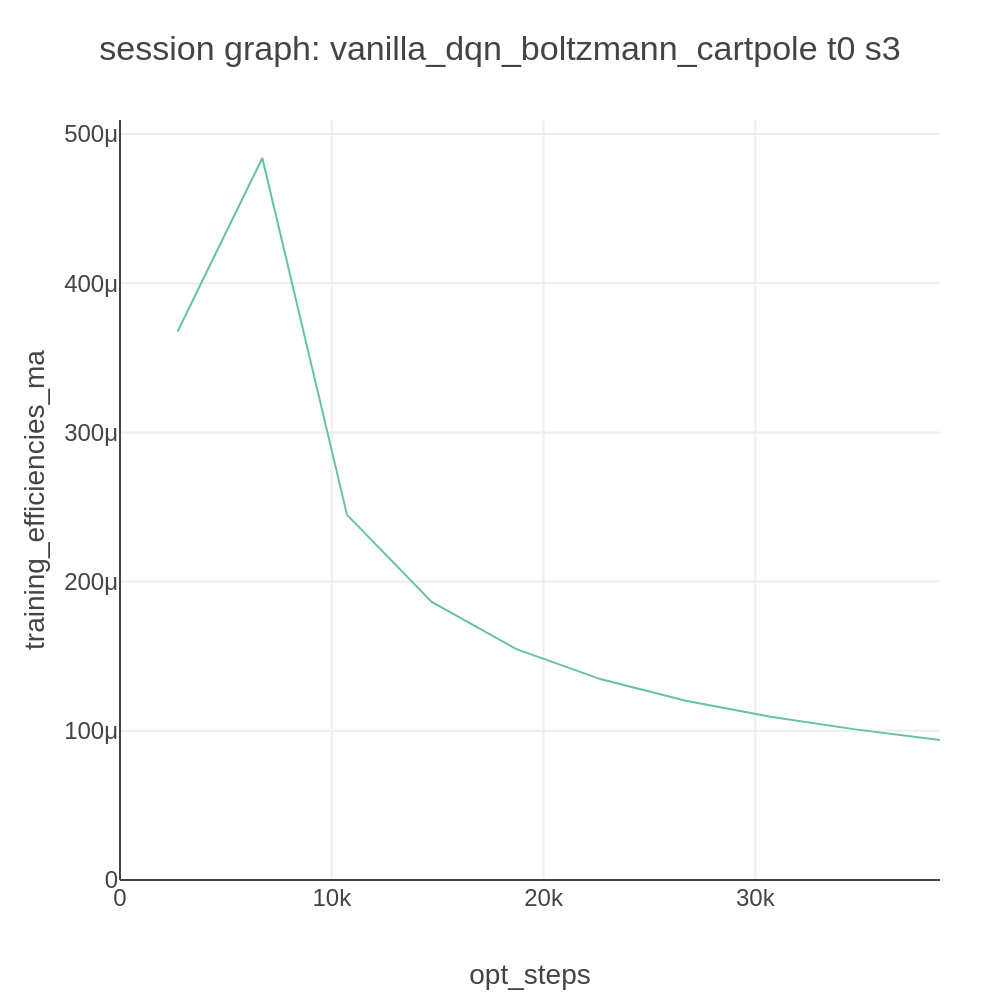 session graph: vanilla_dqn_boltzmann_cartpole t0 s3
500μ
400μ
300μ
200μ
100μ
0
training_efficiencies_ma
0
10k
20k
30k
opt_steps